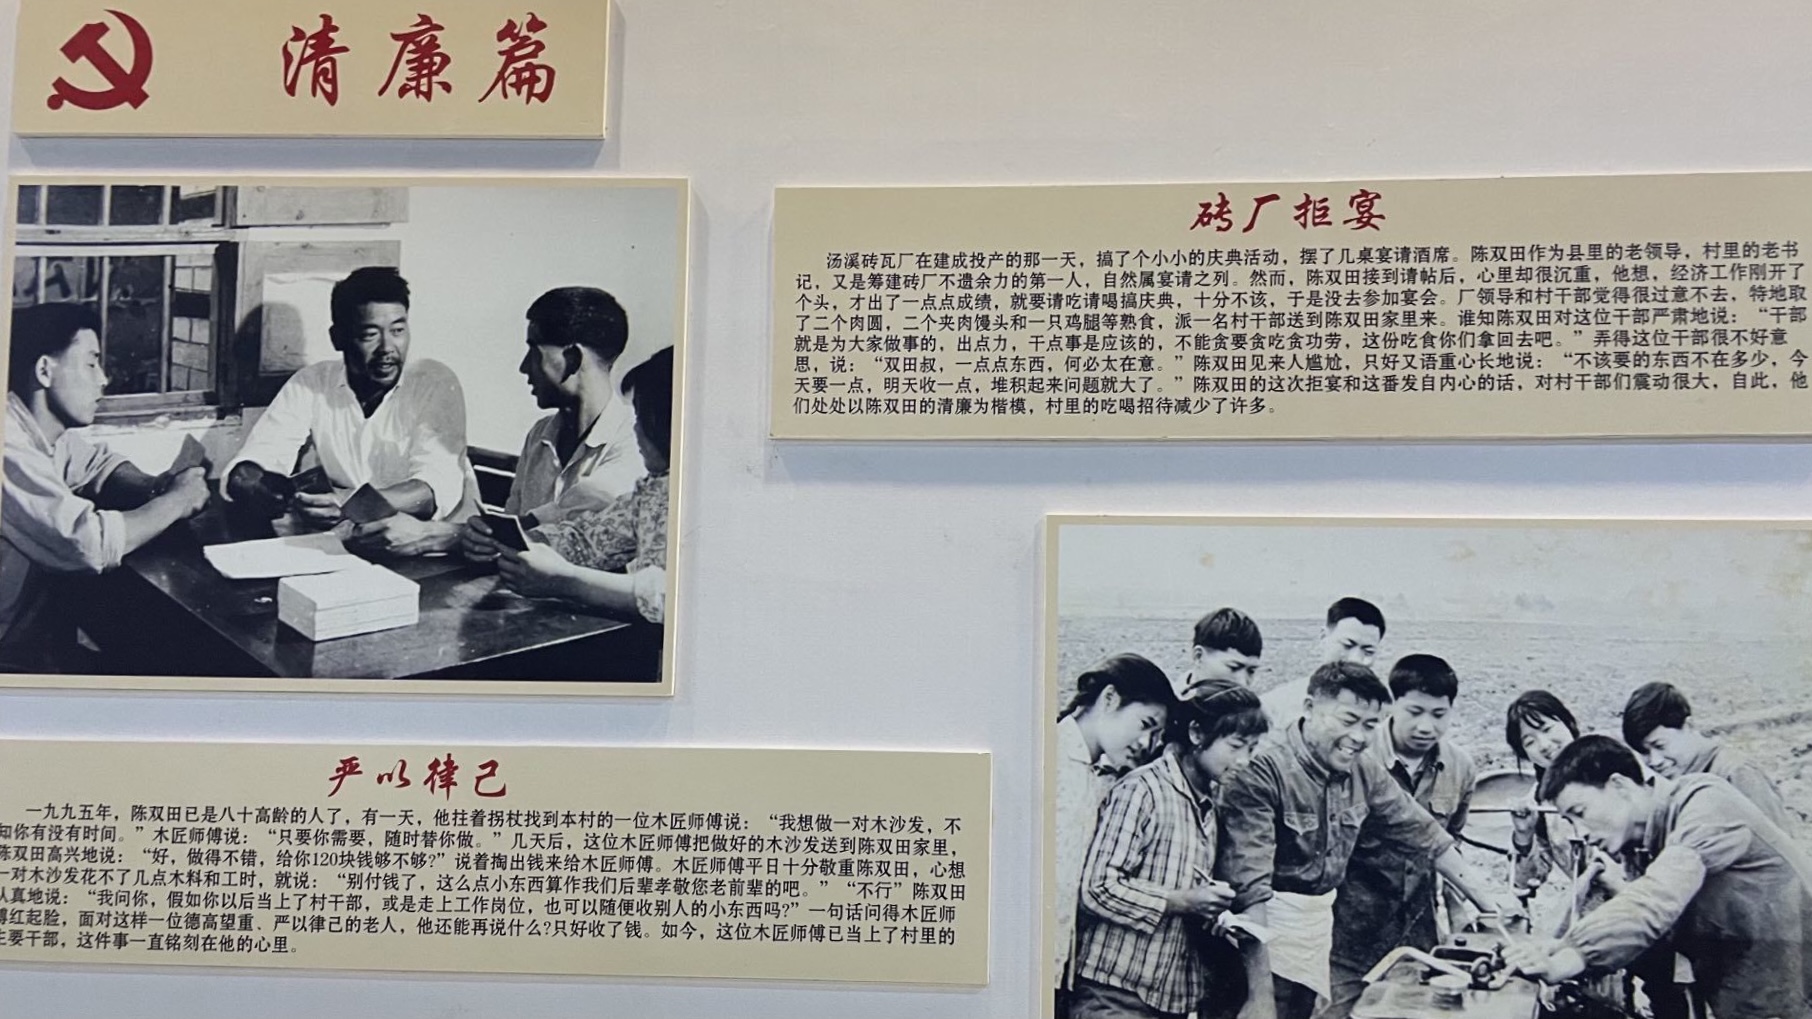 清廉篇
砖厂拒宴
汤溪砖瓦厂在建成投产的那一天，搞了个小小的庆典活动，摆了几桌宴请酒席。陈双田作为县里的老领导，村里的老书
记，又是筹建砖厂不遗余力的第一人，自然属宴请之列。然而，陈双田接到请帖后，心里却很沉重，他想，经济工作刚开了
个头，才出了一点点成绩，就要请吃请喝搞庆典，十分不该，于是没去参加宴会。厂领导和村干部觉得很过意不去，特地取
了二个肉圆，二个夹肉馒头和一只鸡腿等熟食，派一名村干部送到陈双田家里来。谁知陈双田对这位干部严肃地说：“干部
就是为大家做事的，出点力，干点事是应该的，不能贪要贪吃贪功劳，这份吃食你们拿回去吧。”弄得这位干部很不好意
思，说：“双田叔，一点点东西，何必太在意。”陈双田见来人尴尬，只好又语重心长地说：“不该要的东西不在多少，今
天要一点，明天收一点，堆积起来问题就大了。”陈双田的这次拒宴和这番发自内心的话，对村干部们震动很大，自此，他
们处处以陈双田的清廉为楷模，村里的吃喝招待减少了许多。
严以律己
一九九五年，陈双田已是八十高龄的人了，有一天，他拄着拐杖找到本村的一位木匠师傅说：“我想做一对木沙发，不
知你有没有时间。”木匠师傅说：“只要你需要，随时替你做。”几天后，这位木匠师傅把做好的木沙发送到陈双田家里，
陈双田高兴地说：“好，做得不错，给你120块钱够不够?”说着掏出钱来给木匠师傅。木匠师傅平日十分敬重陈双田，心想
一对木沙发花不了几点木料和工时，就说：“别付钱了，这么点小东西算作我们后辈孝敬您老前辈的吧。”“不行”陈双田
认真地说：“我问你，假如你以后当上了村干部，或是走上工作岗位，也可以随便收别人的小东西吗?”一句话问得木匠师
傅红起脸，面对这样一位德高望重、严以律己的老人，他还能再说什么?只好收了钱。如今，这位木匠师傅已当上了村里的
主要干部，这件事一直铭刻在他的心里。